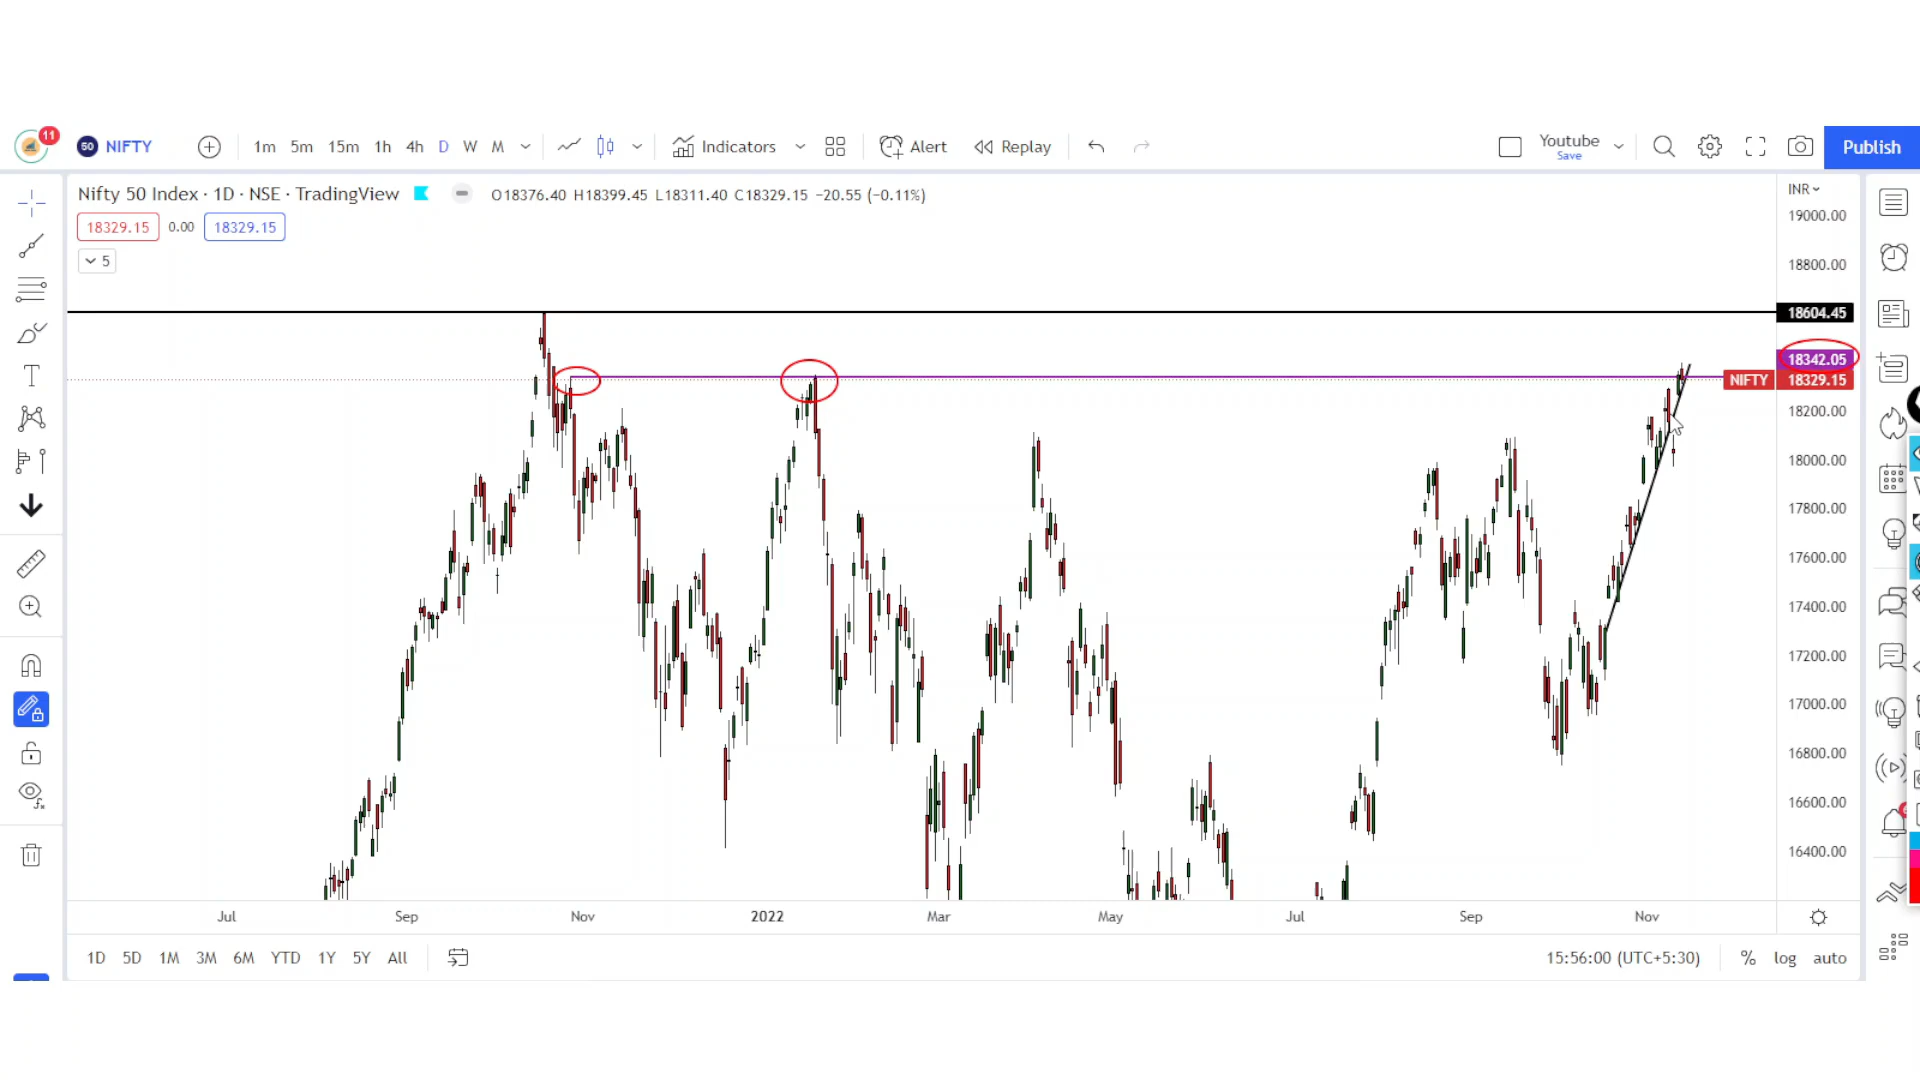 11
50 NIFTY 1m 5m 15m 1h 4h D W M Indicators Alert Replay Youtube Save Publish
Nifty 50 Index · 1D · NSE · TradingView O18376.40 H18399.45 L18311.40 C18329.15 −20.55 (−0.11%)
18329.15 0.00 18329.15
5
INR
19000.00
18800.00
18604.45
18342.05
NIFTY 18329.15
18200.00
18000.00
17800.00
17600.00
17400.00
17200.00
17000.00
16800.00
16600.00
16400.00
Jul Sep Nov 2022 Mar May Jul Sep Nov
1D 5D 1M 3M 6M YTD 1Y 5Y All 15:56:00 (UTC+5:30) % log auto